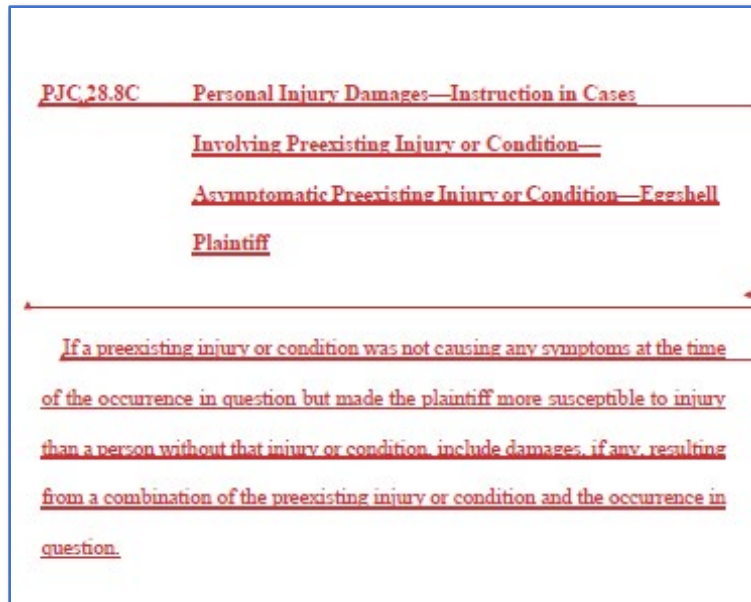 PJC 28.8C Personal Injury Damages—Instruction in Cases
Involving Preexisting Injury or Condition—
Asymptomatic Preexisting Injury or Condition—Eggshell
Plaintiff
If a preexisting injury or condition was not causing any symptoms at the time
of the occurrence in question but made the plaintiff more susceptible to injury
than a person without that injury or condition, include damages, if any, resulting
from a combination of the preexisting injury or condition and the occurrence in
question.